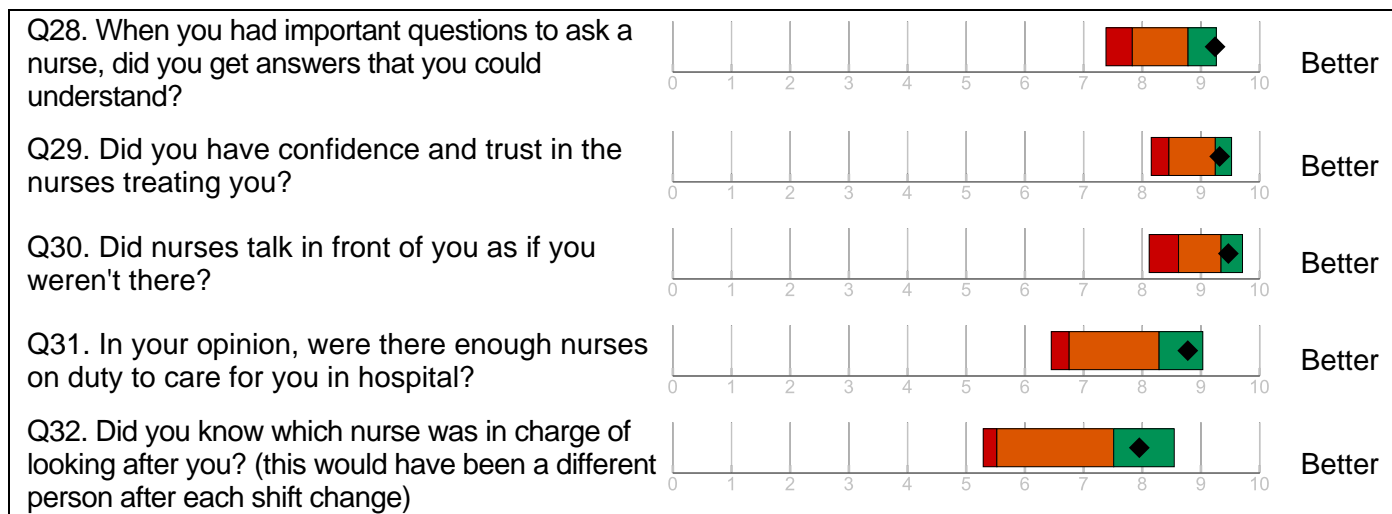 Q28. When you had important questions to ask a
nurse, did you get answers that you could
understand?
0 1 2 3 4 5 6 7 8 9 10
Better
Q29. Did you have confidence and trust in the
nurses treating you?
0 1 2 3 4 5 6 7 8 9 10
Better
Q30. Did nurses talk in front of you as if you
weren't there?
0 1 2 3 4 5 6 7 8 9 10
Better
Q31. In your opinion, were there enough nurses
on duty to care for you in hospital?
0 1 2 3 4 5 6 7 8 9 10
Better
Q32. Did you know which nurse was in charge of
looking after you? (this would have been a different
person after each shift change)
0 1 2 3 4 5 6 7 8 9 10
Better